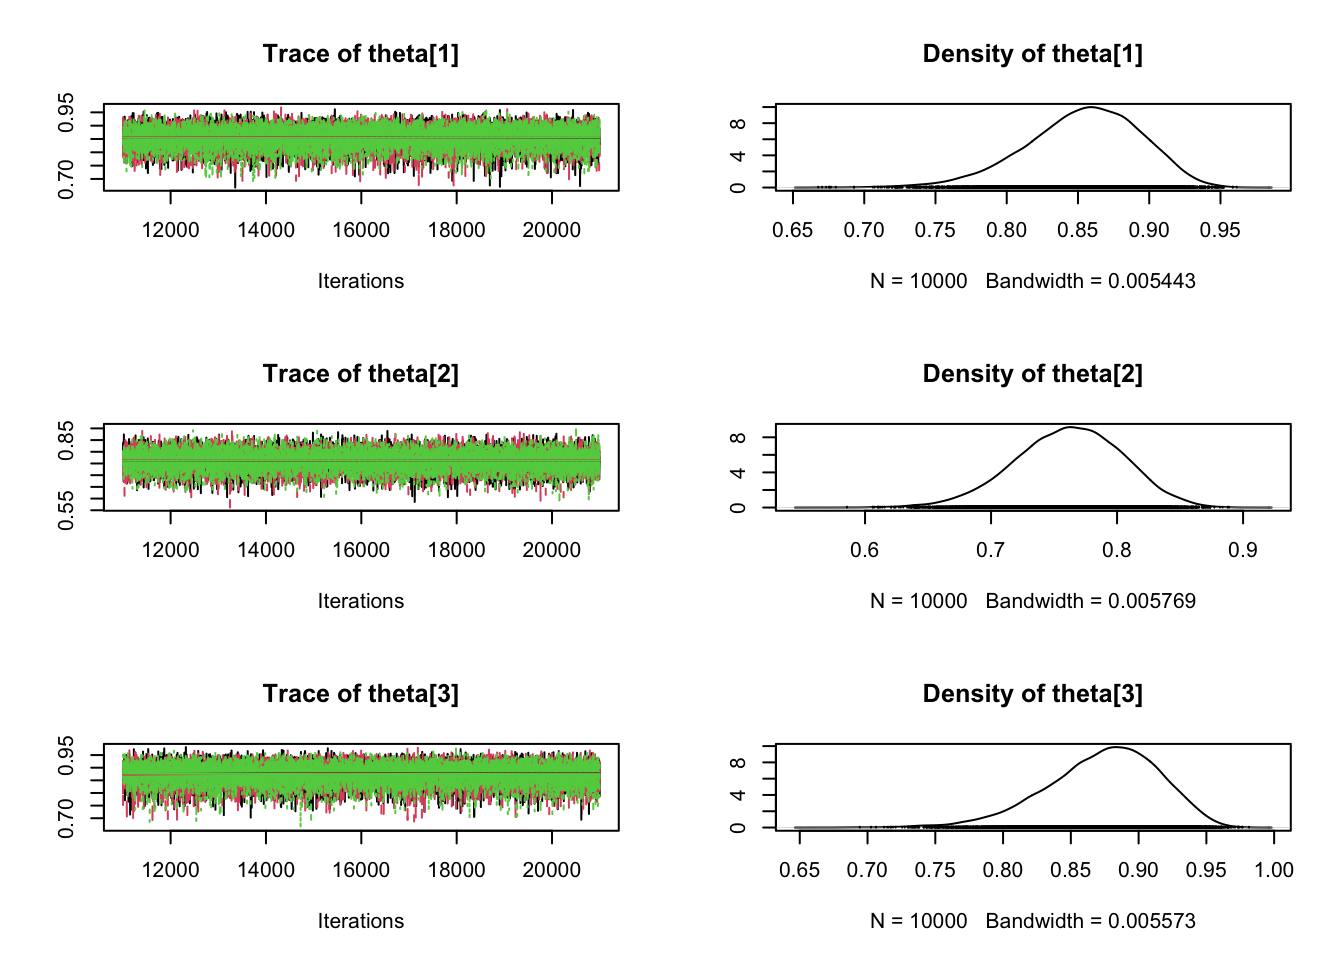 Trace of theta[1]
0.95
0.70
12000 14000 16000 18000 20000
Iterations
Density of theta[1]
8
4
0
0.65 0.70 0.75 0.80 0.85 0.90 0.95
N = 10000 Bandwidth = 0.005443
Trace of theta[2]
0.85
0.55
12000 14000 16000 18000 20000
Iterations
Density of theta[2]
8
4
0
0.6 0.7 0.8 0.9
N = 10000 Bandwidth = 0.005769
Trace of theta[3]
0.95
0.70
12000 14000 16000 18000 20000
Iterations
Density of theta[3]
8
4
0
0.65 0.70 0.75 0.80 0.85 0.90 0.95 1.00
N = 10000 Bandwidth = 0.005573